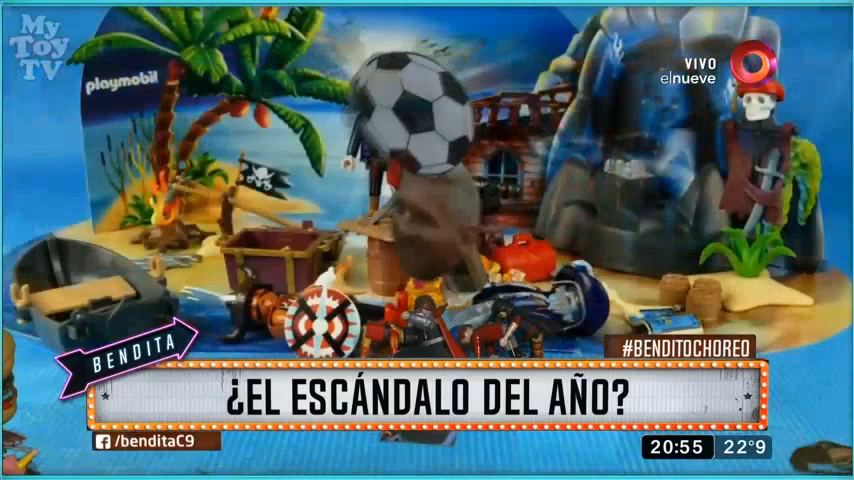 My
Toy
TV
playmobil
VIVO
elnueve
#BENDITOCHOREO
BENDITA
¿EL ESCÁNDALO DEL AÑO?
/benditaC9
20:55 22°9